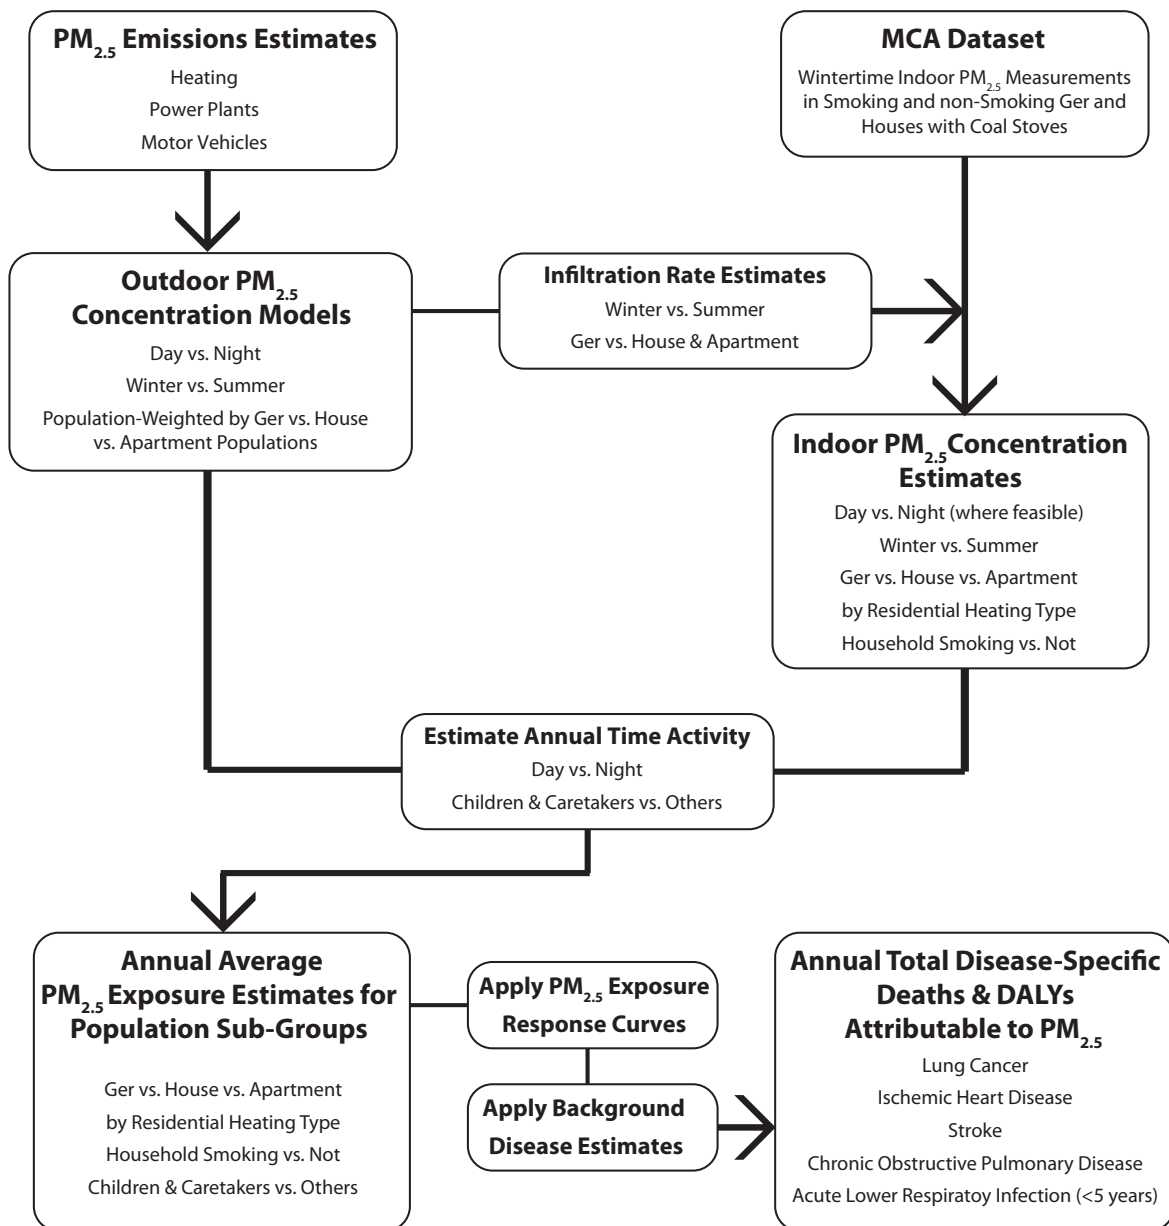 PM2.5 Emissions Estimates
Heating
Power Plants
Motor Vehicles
MCA Dataset
Wintertime Indoor PM2.5 Measurements
in Smoking and non-Smoking Ger and
Houses with Coal Stoves
Outdoor PM2.5
Concentration Models
Day vs. Night
Winter vs. Summer
Population-Weighted by Ger vs. House
vs. Apartment Populations
Infiltration Rate Estimates
Winter vs. Summer
Ger vs. House & Apartment
Indoor PM2.5 Concentration
Estimates
Day vs. Night (where feasible)
Winter vs. Summer
Ger vs. House vs. Apartment
by Residential Heating Type
Household Smoking vs. Not
Estimate Annual Time Activity
Day vs. Night
Children & Caretakers vs. Others
Annual Average
PM2.5 Exposure Estimates for
Population Sub-Groups
Ger vs. House vs. Apartment
by Residential Heating Type
Household Smoking vs. Not
Children & Caretakers vs. Others
Apply PM2.5 Exposure
Response Curves
Apply Background
Disease Estimates
Annual Total Disease-Specific
Deaths & DALYs
Attributable to PM2.5
Lung Cancer
Ischemic Heart Disease
Stroke
Chronic Obstructive Pulmonary Disease
Acute Lower Respiratoy Infection (<5 years)